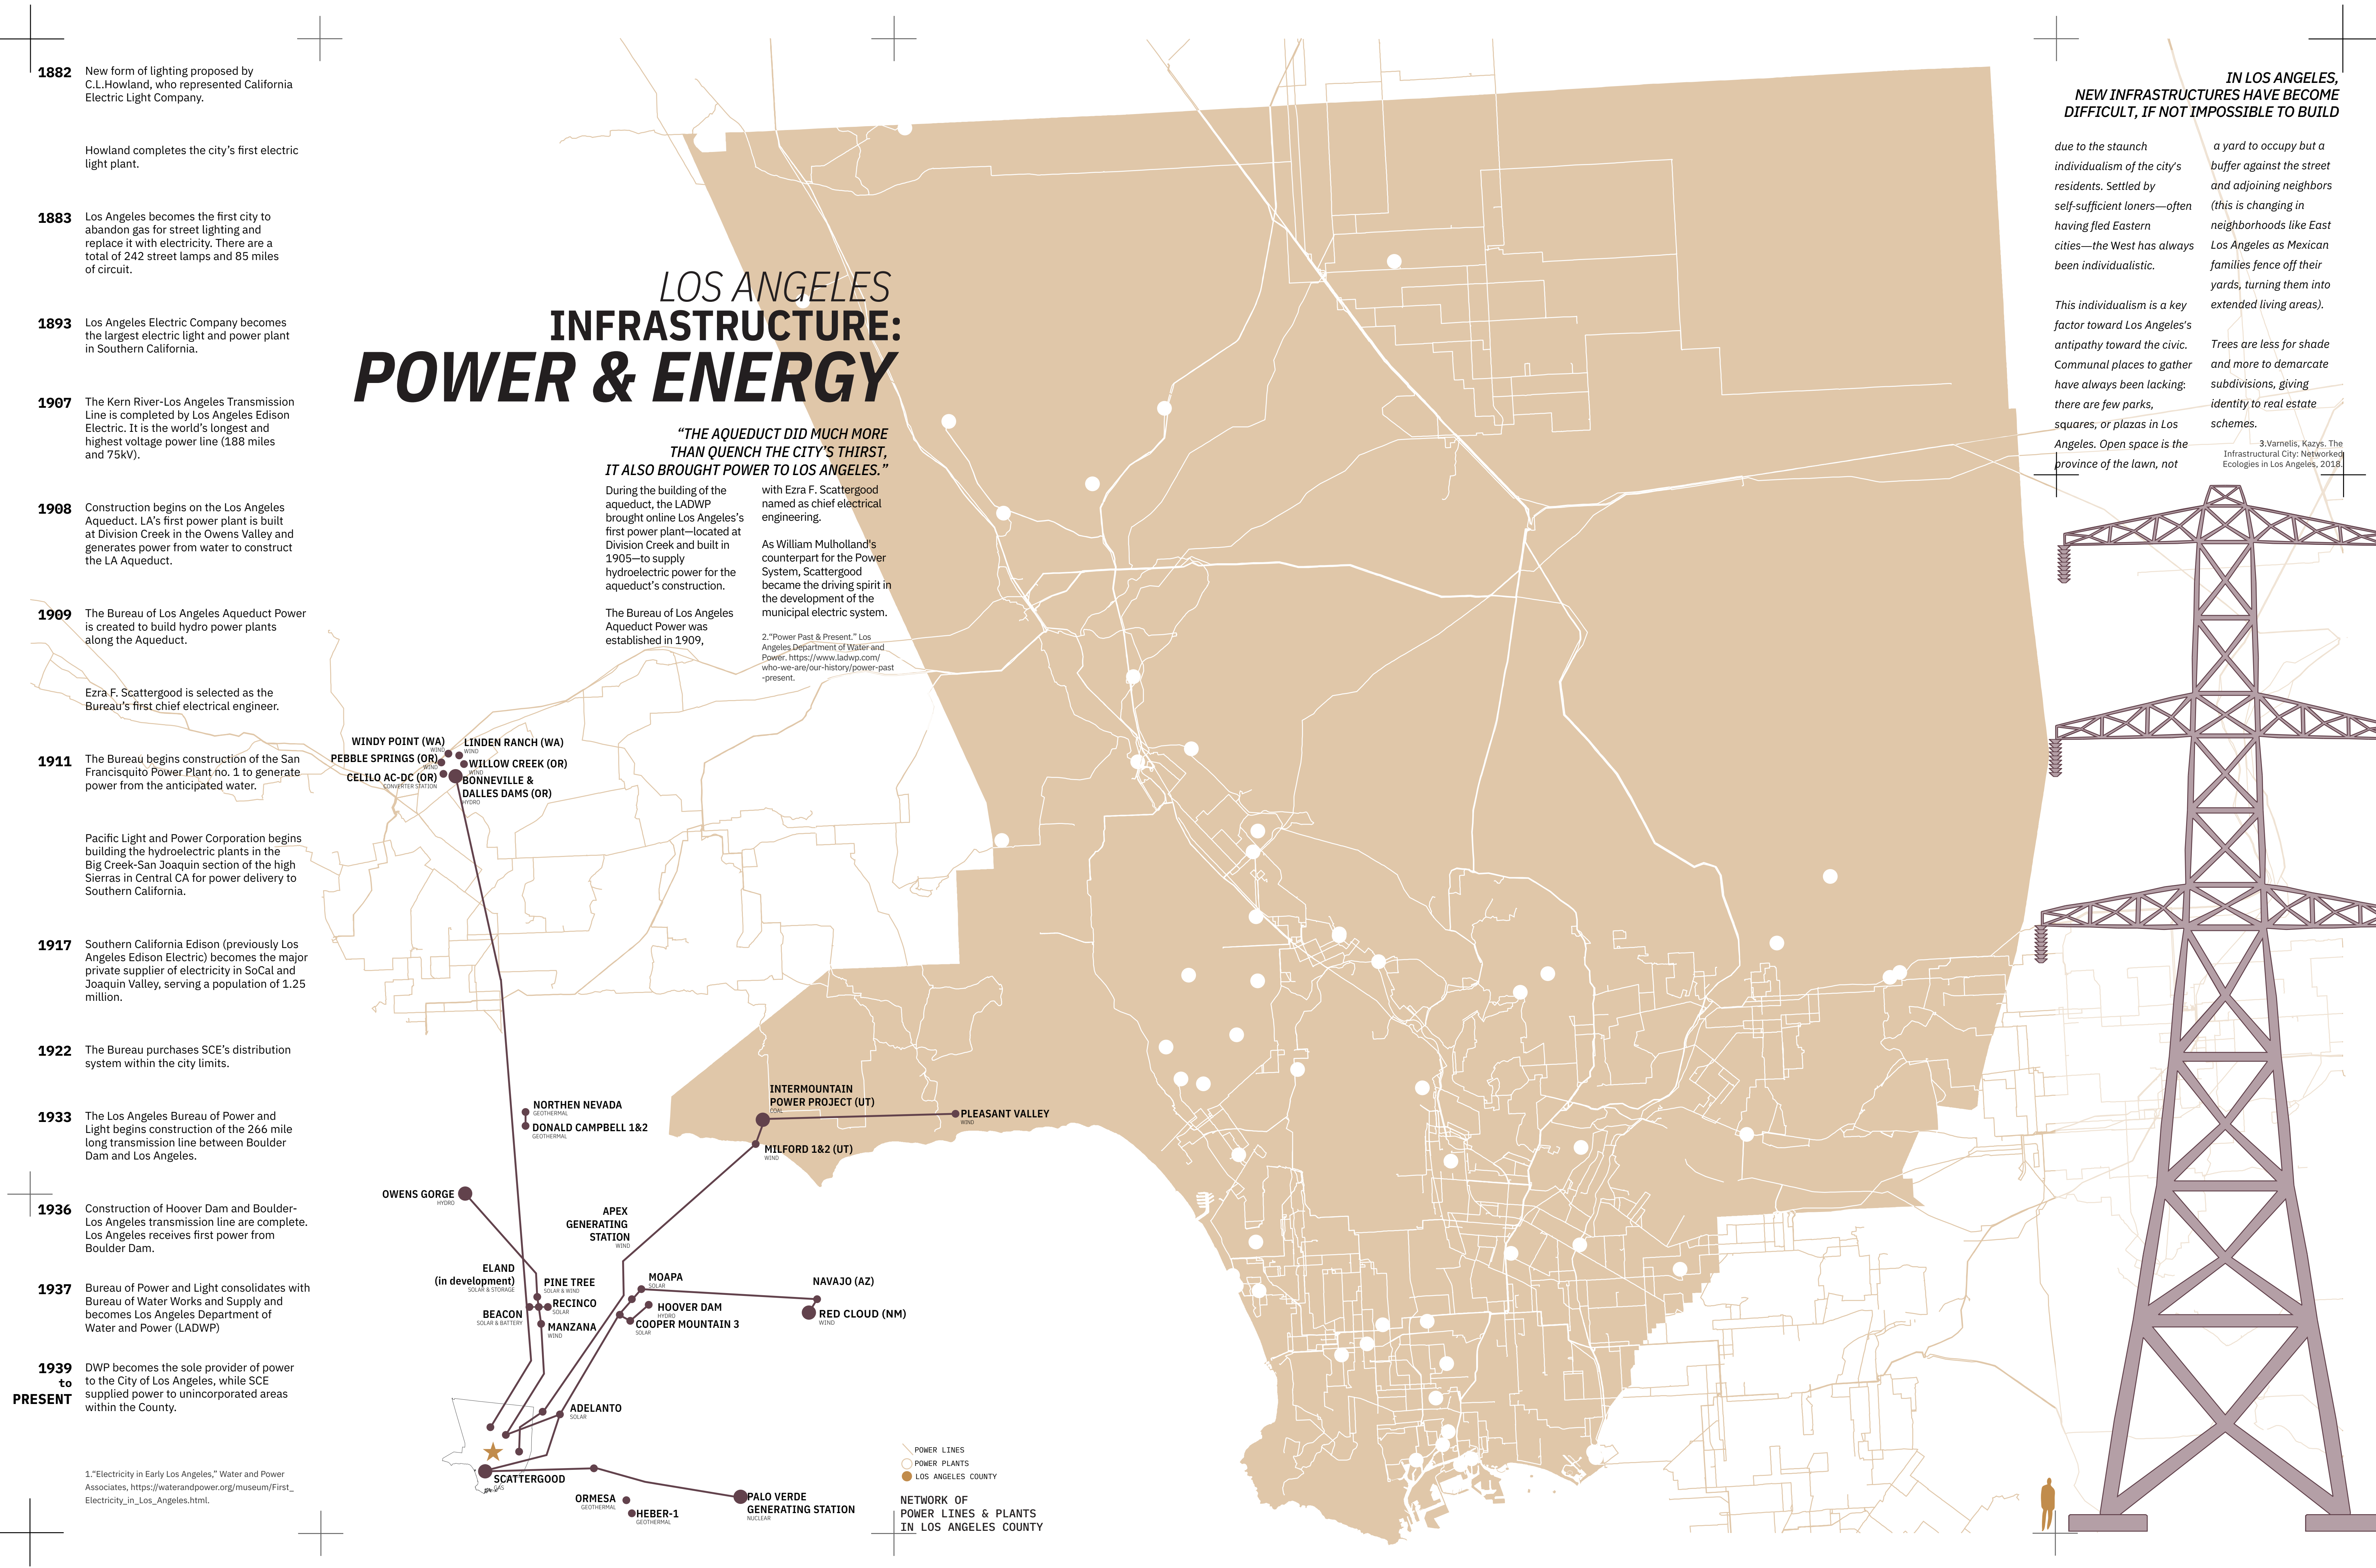 1882
New form of lighting proposed by
C.L.Howland, who represented California
Electric Light Company.
Howland completes the city's first electric
light plant.
1883
Los Angeles becomes the first city to
abandon gas for street lighting and
replace it with electricity. There are a
total of 242 street lamps and 85 miles
of circuit.
1893
Los Angeles Electric Company becomes
the largest electric light and power plant
in Southern California.
1907
The Kern River-Los Angeles Transmission
Line is completed by Los Angeles Edison
Electric. It is the world's longest and
highest voltage power line (188 miles
and 75kV).
1908
Construction begins on the Los Angeles
Aqueduct. LA's first power plant is built
at Division Creek in the Owens Valley and
generates power from water to construct
the LA Aqueduct.
1909
The Bureau of Los Angeles Aqueduct Power
is created to build hydro power plants
along the Aqueduct.
Ezra F. Scattergood is selected as the
Bureau's first chief electrical engineer.
1911
The Bureau begins construction of the San
Francisquito Power Plant no. 1 to generate
power from the anticipated water.
Pacific Light and Power Corporation begins
building the hydroelectric plants in the
Big Creek-San Joaquin section of the high
Sierras in Central CA for power delivery to
Southern California.
1917
Southern California Edison (previously Los
Angeles Edison Electric) becomes the major
private supplier of electricity in SoCal and
Joaquin Valley, serving a population of 1.25
million.
1922
The Bureau purchases SCE's distribution
system within the city limits.
1933
The Los Angeles Bureau of Power and
Light begins construction of the 266 mile
long transmission line between Boulder
Dam and Los Angeles.
1936
Construction of Hoover Dam and Boulder-
Los Angeles transmission line are complete.
Los Angeles receives first power from
Boulder Dam.
1937
Bureau of Power and Light consolidates with
Bureau of Water Works and Supply and
becomes Los Angeles Department of
Water and Power (LADWP)
1939
to
PRESENT
DWP becomes the sole provider of power
to the City of Los Angeles, while SCE
supplied power to unincorporated areas
within the County.
1."Electricity in Early Los Angeles," Water and Power
Associates, https://waterandpower.org/museum/First_
Electricity_in_Los_Angeles.html.
LOS ANGELES
INFRASTRUCTURE:
POWER & ENERGY
"THE AQUEDUCT DID MUCH MORE
THAN QUENCH THE CITY'S THIRST,
IT ALSO BROUGHT POWER TO LOS ANGELES."
During the building of the
aqueduct, the LADWP
brought online Los Angeles's
first power plant—located at
Division Creek and built in
1905—to supply
hydroelectric power for the
aqueduct's construction.
The Bureau of Los Angeles
Aqueduct Power was
established in 1909,
with Ezra F. Scattergood
named as chief electrical
engineering.
As William Mulholland's
counterpart for the Power
System, Scattergood
became the driving spirit in
the development of the
municipal electric system.
2."Power Past & Present." Los
Angeles Department of Water and
Power. https://www.ladwp.com/
who-we-are/our-history/power-past
-present.
WINDY POINT (WA)
WIND
LINDEN RANCH (WA)
WIND
PEBBLE SPRINGS (OR)
WIND
WILLOW CREEK (OR)
WIND
CELILO AC-DC (OR)
CONVERTER STATION
BONNEVILLE &
DALLES DAMS (OR)
HYDRO
NORTHEN NEVADA
GEOTHERMAL
DONALD CAMPBELL 1&2
GEOTHERMAL
INTERMOUNTAIN
POWER PROJECT (UT)
COAL
PLEASANT VALLEY
WIND
MILFORD 1&2 (UT)
WIND
OWENS GORGE
HYDRO
APEX
GENERATING
STATION
WIND
ELAND
(in development)
SOLAR & STORAGE
PINE TREE
SOLAR & WIND
BEACON
SOLAR & BATTERY
RECINCO
SOLAR
MANZANA
WIND
MOAPA
SOLAR
HOOVER DAM
HYDRO
COOPER MOUNTAIN 3
SOLAR
NAVAJO (AZ)
RED CLOUD (NM)
WIND
ADELANTO
SOLAR
SCATTERGOOD
GAS
ORMESA
GEOTHERMAL
HEBER-1
GEOTHERMAL
PALO VERDE
GENERATING STATION
NUCLEAR
POWER LINES
POWER PLANTS
LOS ANGELES COUNTY
NETWORK OF
POWER LINES & PLANTS
IN LOS ANGELES COUNTY
IN LOS ANGELES,
NEW INFRASTRUCTURES HAVE BECOME
DIFFICULT, IF NOT IMPOSSIBLE TO BUILD
due to the staunch
individualism of the city's
residents. Settled by
self-sufficient loners—often
having fled Eastern
cities—the West has always
been individualistic.
This individualism is a key
factor toward Los Angeles's
antipathy toward the civic.
Communal places to gather
have always been lacking:
there are few parks,
squares, or plazas in Los
Angeles. Open space is the
province of the lawn, not
a yard to occupy but a
buffer against the street
and adjoining neighbors
(this is changing in
neighborhoods like East
Los Angeles as Mexican
families fence off their
yards, turning them into
extended living areas).
Trees are less for shade
and more to demarcate
subdivisions, giving
identity to real estate
schemes.
3.Varnelis, Kazys. The
Infrastructural City: Networked
Ecologies in Los Angeles, 2018.